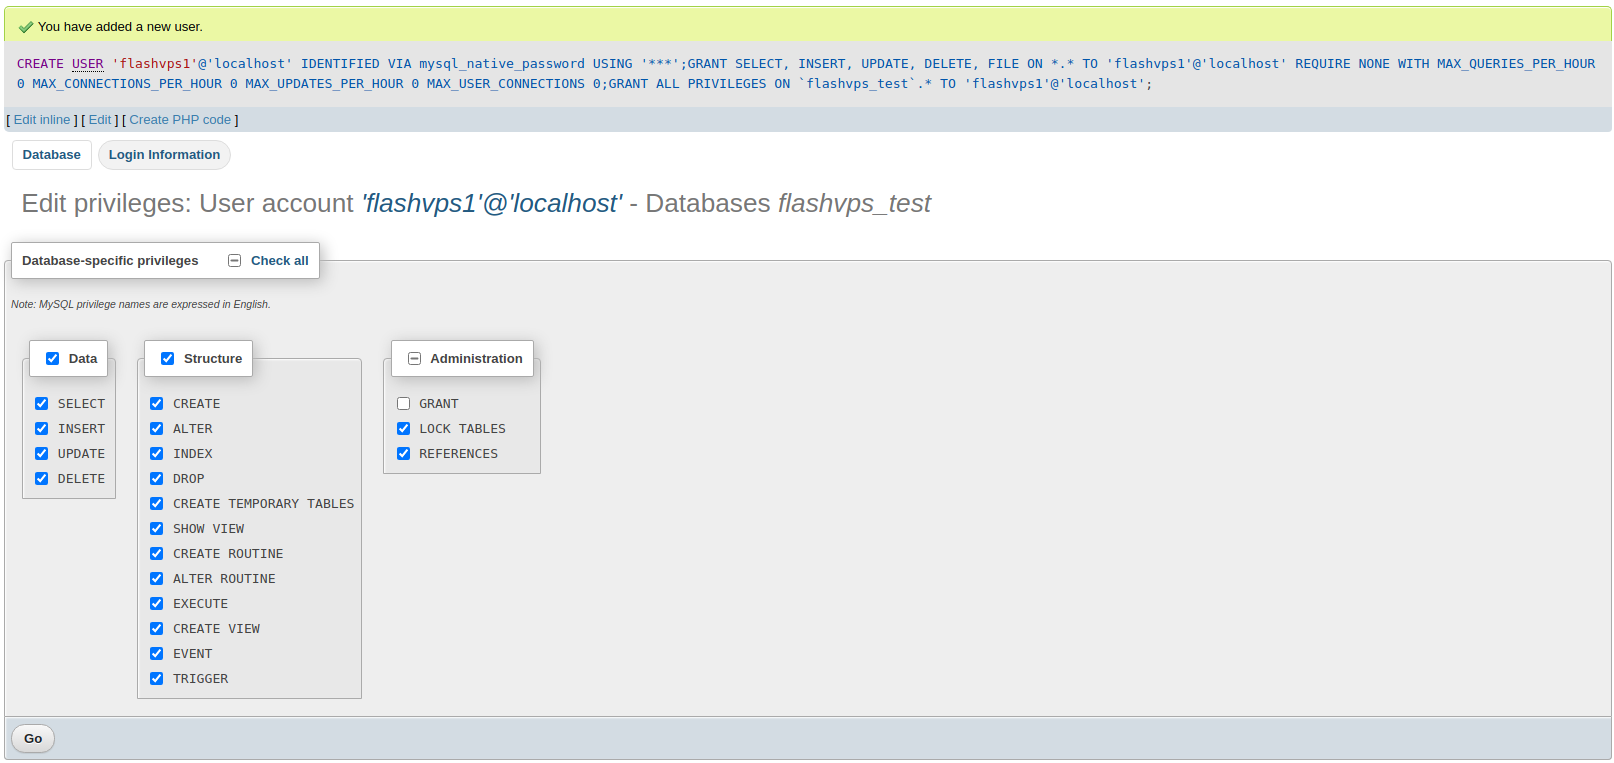 You have added a new user.
CREATE USER 'flashvps1'@'localhost' IDENTIFIED VIA mysql_native_password USING '***';GRANT SELECT, INSERT, UPDATE, DELETE, FILE ON *.* TO 'flashvps1'@'localhost' REQUIRE NONE WITH MAX_QUERIES_PER_HOUR
0 MAX_CONNECTIONS_PER_HOUR 0 MAX_UPDATES_PER_HOUR 0 MAX_USER_CONNECTIONS 0;GRANT ALL PRIVILEGES ON `flashvps_test`.* TO 'flashvps1'@'localhost';
[ Edit inline ] [ Edit ] [ Create PHP code ]
Database Login Information
Edit privileges: User account 'flashvps1'@'localhost' - Databases flashvps_test
Database-specific privileges Check all
Note: MySQL privilege names are expressed in English.
Data
SELECT
INSERT
UPDATE
DELETE
Structure
CREATE
ALTER
INDEX
DROP
CREATE TEMPORARY TABLES
SHOW VIEW
CREATE ROUTINE
ALTER ROUTINE
EXECUTE
CREATE VIEW
EVENT
TRIGGER
Administration
GRANT
LOCK TABLES
REFERENCES
Go